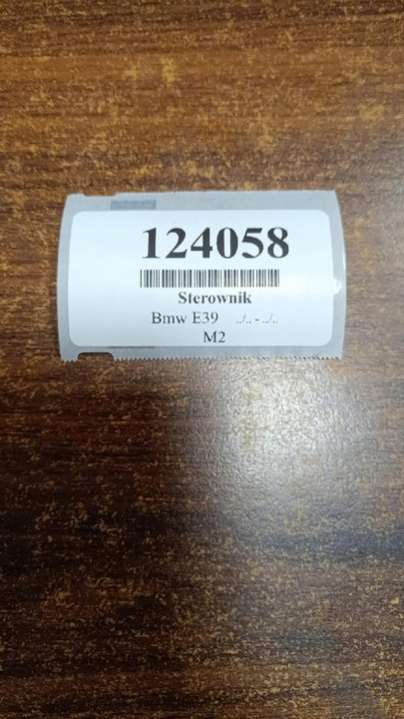 124058
Sterownik
Bmw E39 ../.. - ../..
M2